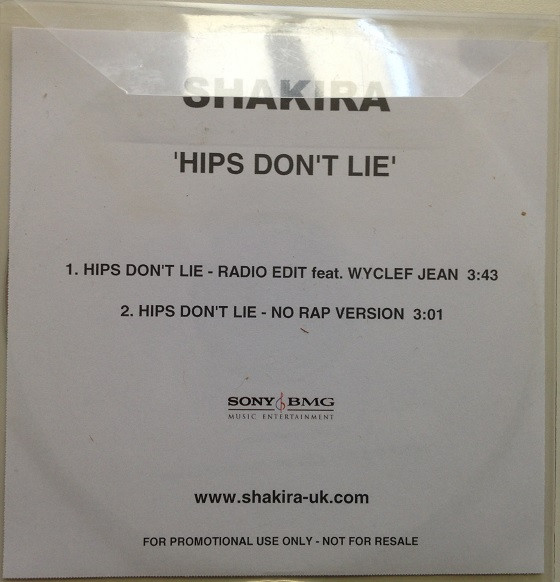 SHAKIRA
'HIPS DON'T LIE'
1. HIPS DON'T LIE - RADIO EDIT feat. WYCLEF JEAN 3:43
2. HIPS DON'T LIE - NO RAP VERSION 3:01
SONY BMG
MUSIC ENTERTAINMENT
www.shakira-uk.com
FOR PROMOTIONAL USE ONLY - NOT FOR RESALE